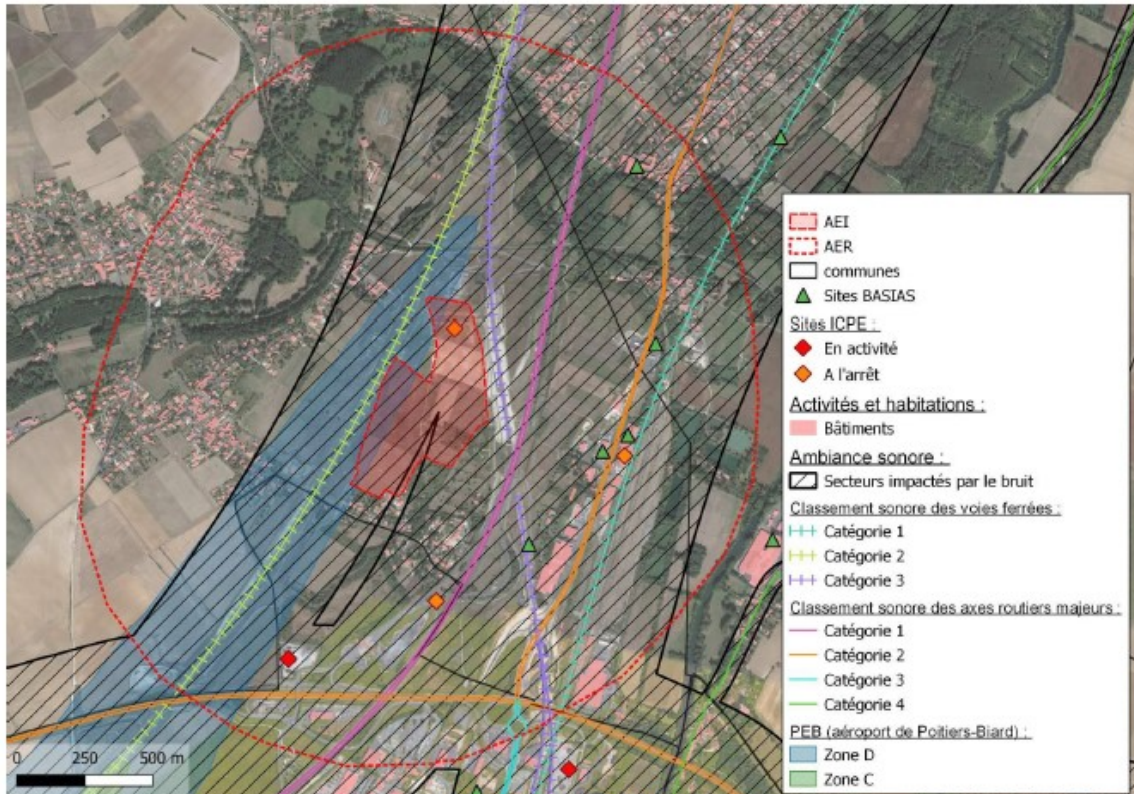 AEI
AER
communes
Sites BASIAS
Sites ICPE :
En activité
A l'arrêt
Activités et habitations :
Bâtiments
Ambiance sonore :
Secteurs impactés par le bruit
Classement sonore des voies ferrées :
Catégorie 1
Catégorie 2
Catégorie 3
Classement sonore des axes routiers majeurs :
Catégorie 1
Catégorie 2
Catégorie 3
Catégorie 4
PEB (aéroport de Poitiers-Biard) :
Zone D
Zone C
0 250 500 m